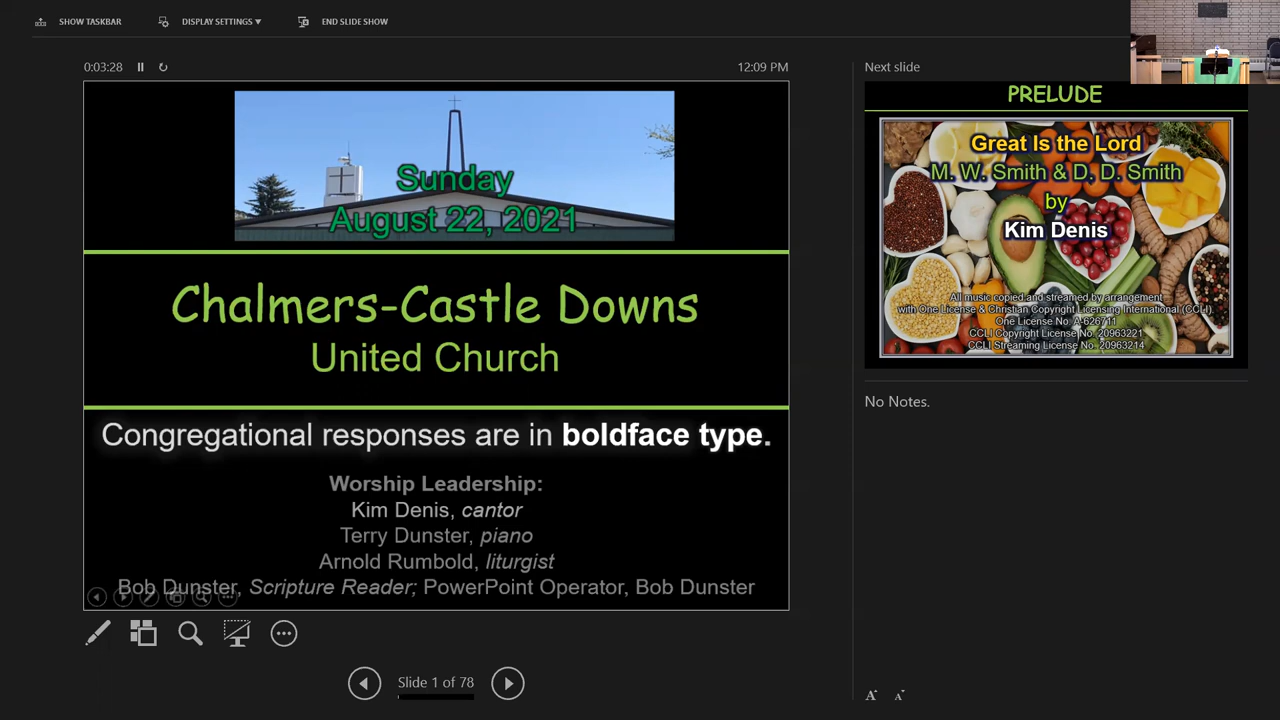 SHOW TASKBAR
DISPLAY SETTINGS ▼
END SLIDE SHOW
0:03:28
12:09 PM
Sunday
August 22, 2021
Chalmers-Castle Downs
United Church
Congregational responses are in boldface type.
Worship Leadership:
Kim Denis, cantor
Terry Dunster, piano
Arnold Rumbold, liturgist
Bob Dunster, Scripture Reader; PowerPoint Operator, Bob Dunster
Slide 1 of 78
Next slide
PRELUDE
Great Is the Lord
M. W. Smith & D. D. Smith
by
Kim Denis
All music copied and streamed by arrangement
with One License & Christian Copyright Licensing International (CCLI).
One License No. A-626711
CCLI Copyright License No. 20963221
CCLI Streaming License No. 20963214
No Notes.
A A